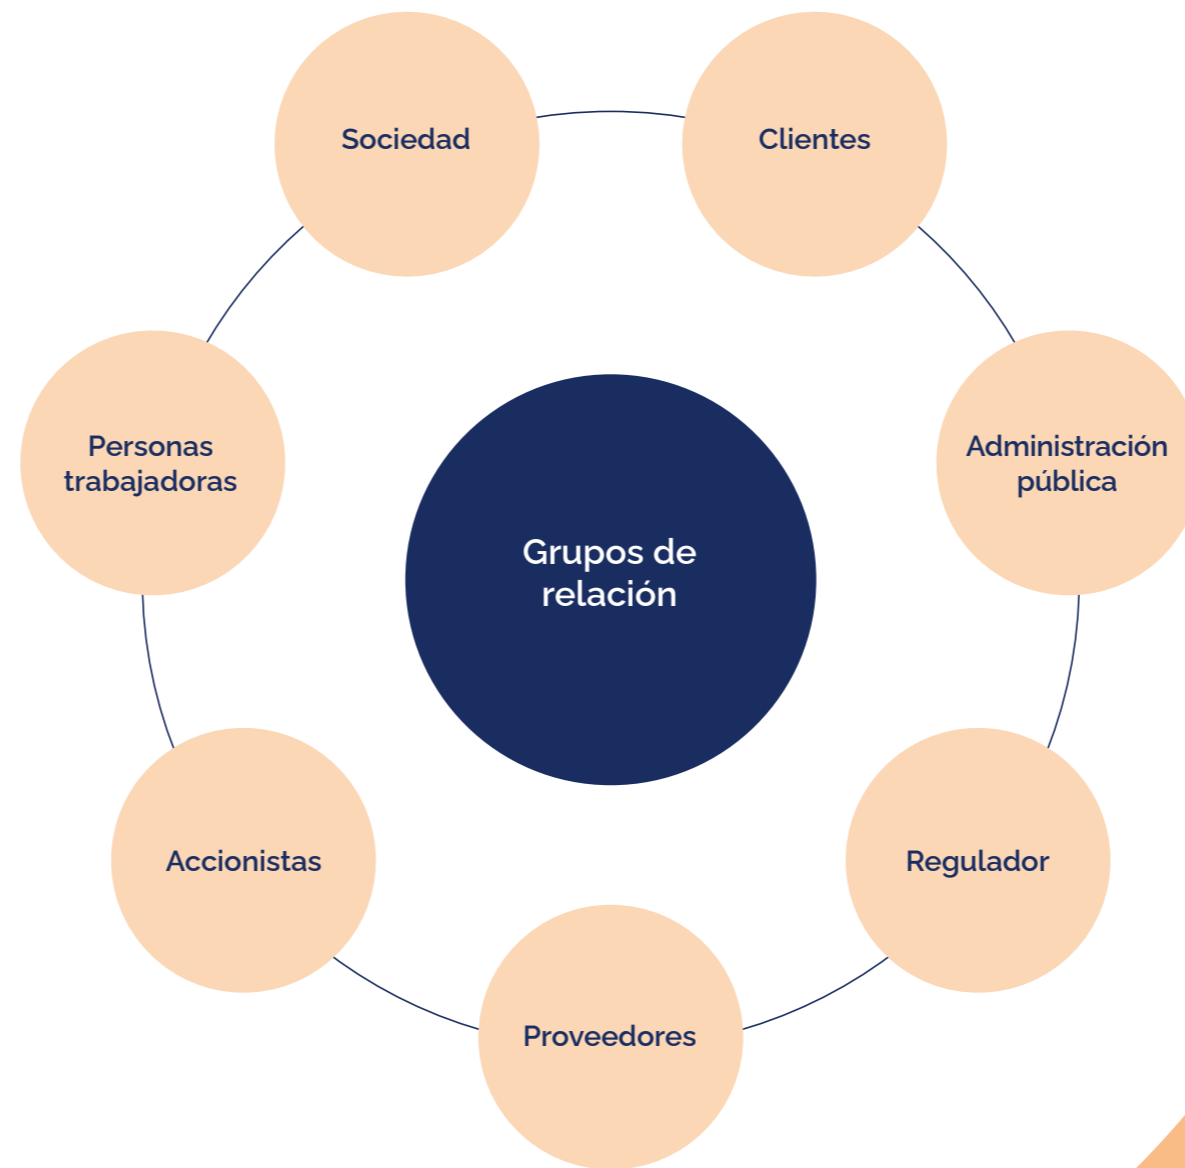 Sociedad
Clientes
Personas
trabajadoras
Administración
pública
Grupos de
relación
Accionistas
Regulador
Proveedores